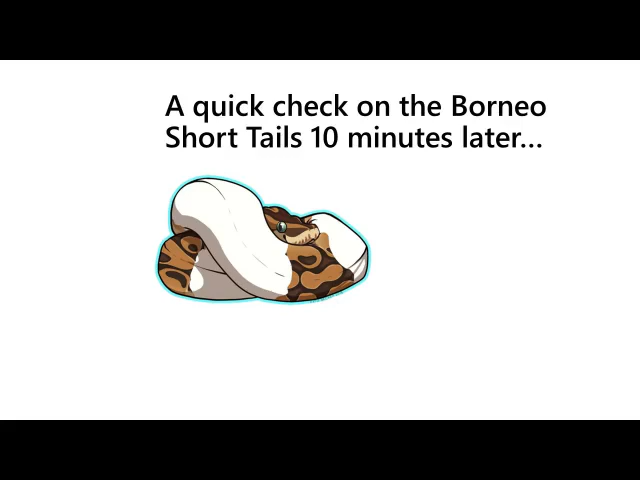 A quick check on the Borneo
Short Tails 10 minutes later...